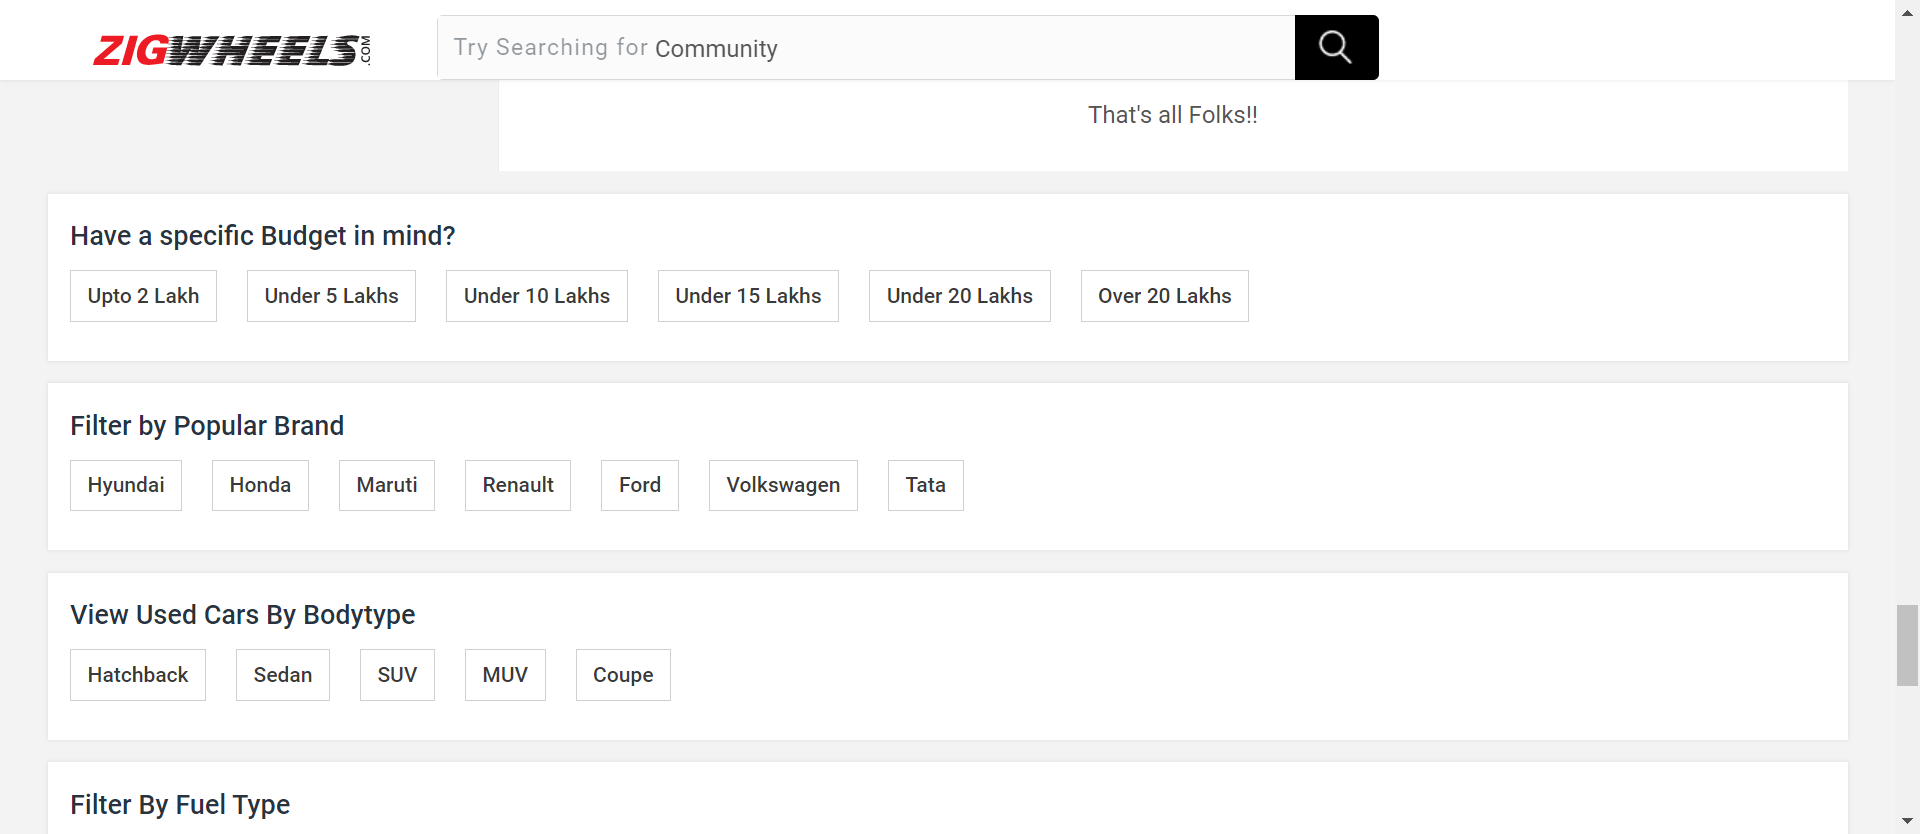 ZIGWHEELS.COM
Try Searching for Community
That's all Folks!!
Have a specific Budget in mind?
Upto 2 Lakh Under 5 Lakhs Under 10 Lakhs Under 15 Lakhs Under 20 Lakhs Over 20 Lakhs
Filter by Popular Brand
Hyundai Honda Maruti Renault Ford Volkswagen Tata
View Used Cars By Bodytype
Hatchback Sedan SUV MUV Coupe
Filter By Fuel Type